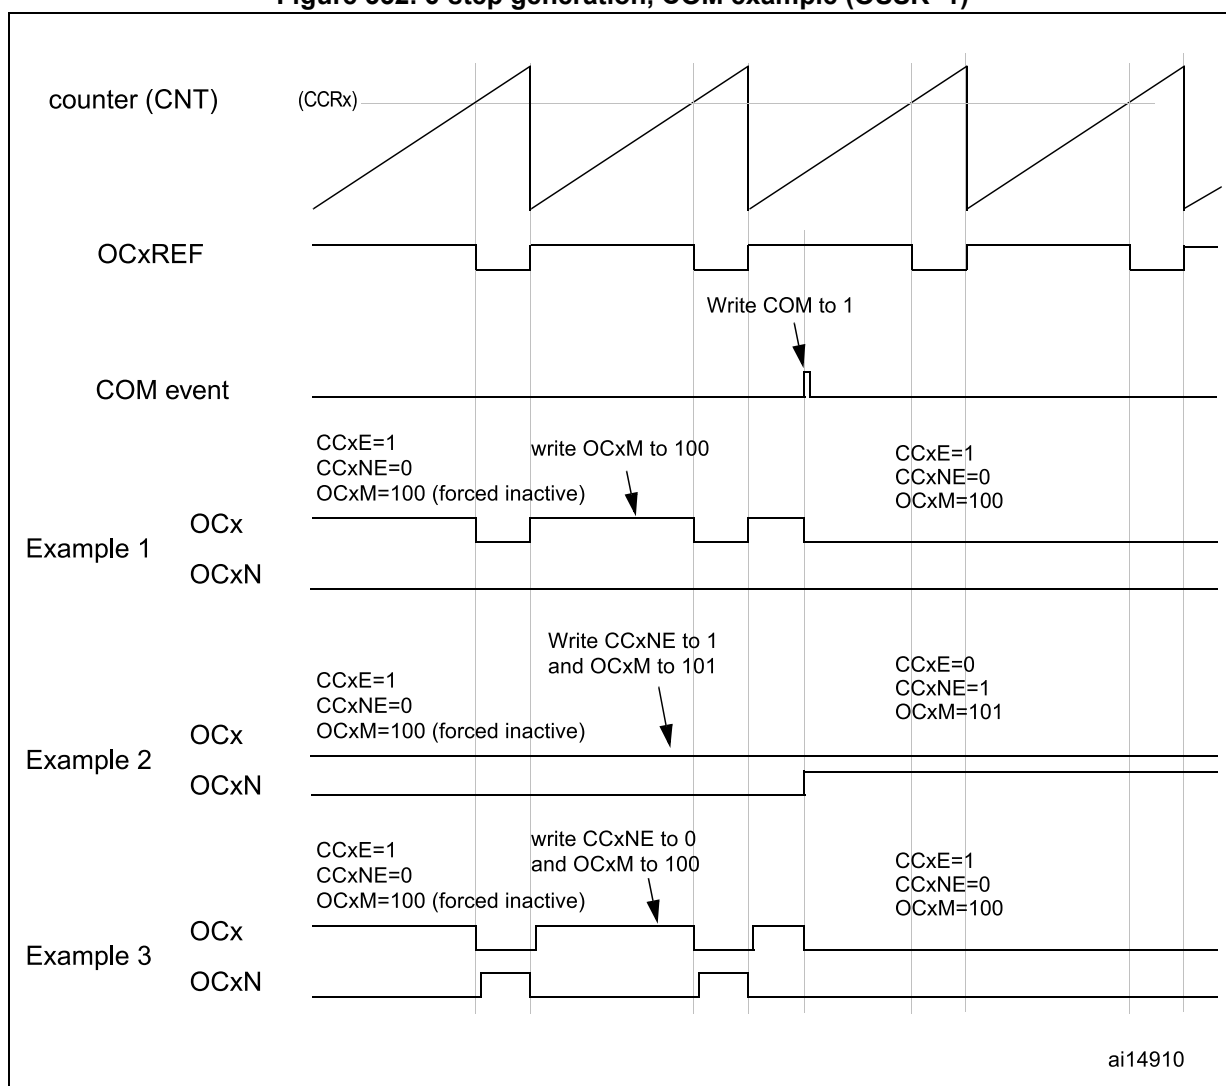 counter (CNT)
(CCRx)
OCxREF
Write COM to 1
COM event
CCxE=1
CCxNE=0
OCxM=100 (forced inactive)
write OCxM to 100
CCxE=1
CCxNE=0
OCxM=100
Example 1
OCx
OCxN
Write CCxNE to 1
and OCxM to 101
CCxE=1
CCxNE=0
OCxM=100 (forced inactive)
CCxE=0
CCxNE=1
OCxM=101
Example 2
OCx
OCxN
write CCxNE to 0
and OCxM to 100
CCxE=1
CCxNE=0
OCxM=100 (forced inactive)
CCxE=1
CCxNE=0
OCxM=100
Example 3
OCx
OCxN
ai14910